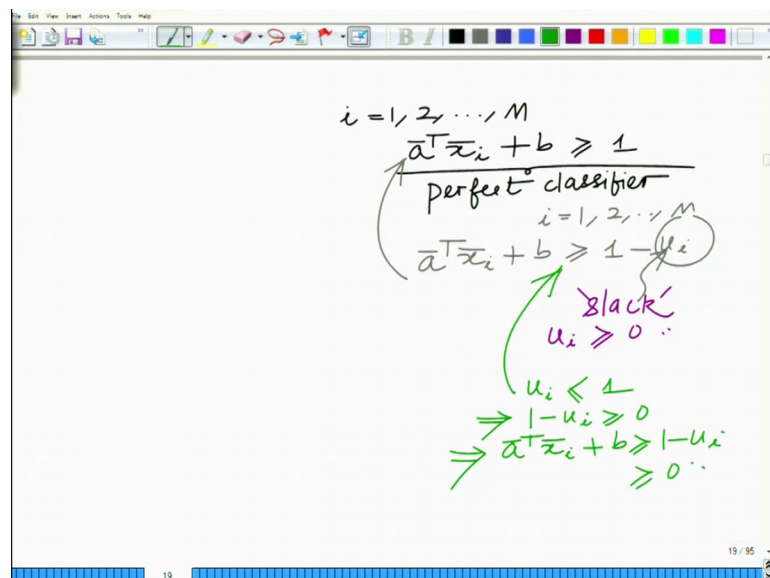 File Edit View Insert Actions Tools Help
B I
i = 1, 2, ..., M
a̅ᵀx̅ᵢ + b ≥ 1
perfect classifier
i = 1, 2, .., M
a̅ᵀx̅ᵢ + b ≥ 1 - uᵢ
'slack'
uᵢ ≥ 0
uᵢ ≤ 1
⇒ 1 - uᵢ ≥ 0
⇒ a̅ᵀx̅ᵢ + b ≥ 1 - uᵢ
≥ 0
19 / 95
19